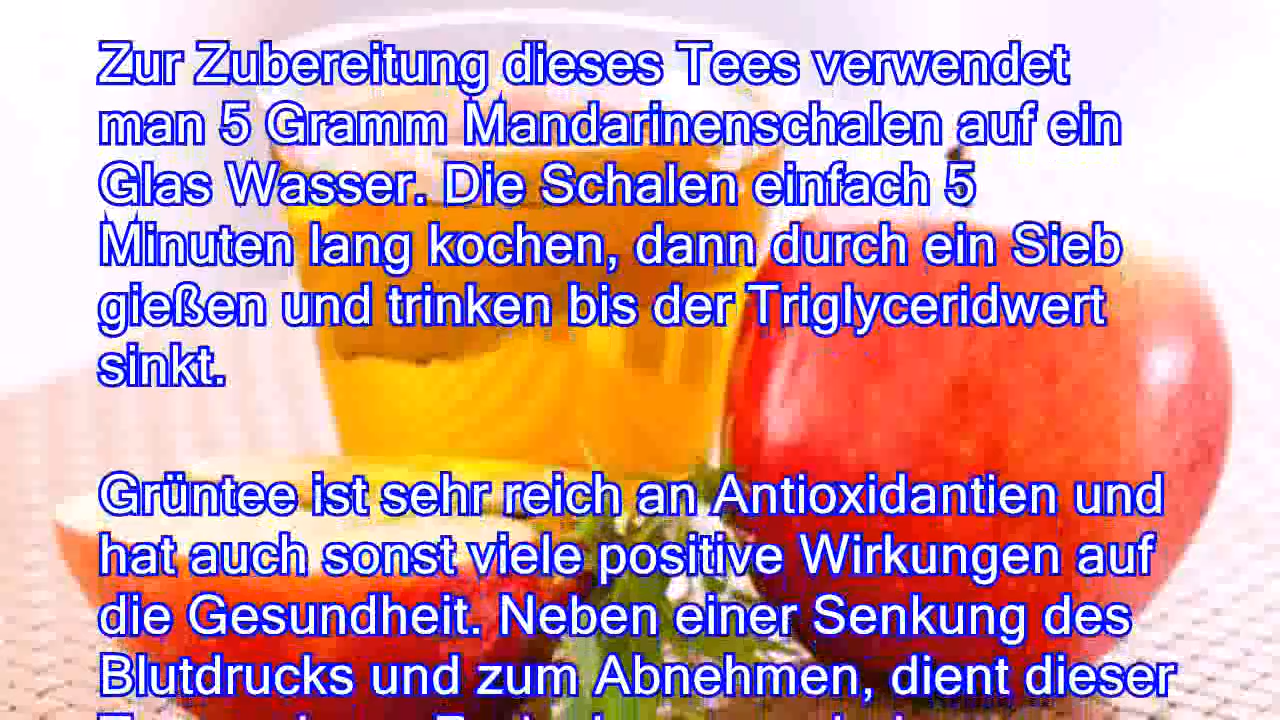 Zur Zubereitung dieses Tees verwendet
man 5 Gramm Mandarinenschalen auf ein
Glas Wasser. Die Schalen einfach 5
Minuten lang kochen, dann durch ein Sieb
gießen und trinken bis der Triglyceridwert
sinkt.
Grüntee ist sehr reich an Antioxidantien und
hat auch sonst viele positive Wirkungen auf
die Gesundheit. Neben einer Senkung des
Blutdrucks und zum Abnehmen, dient dieser